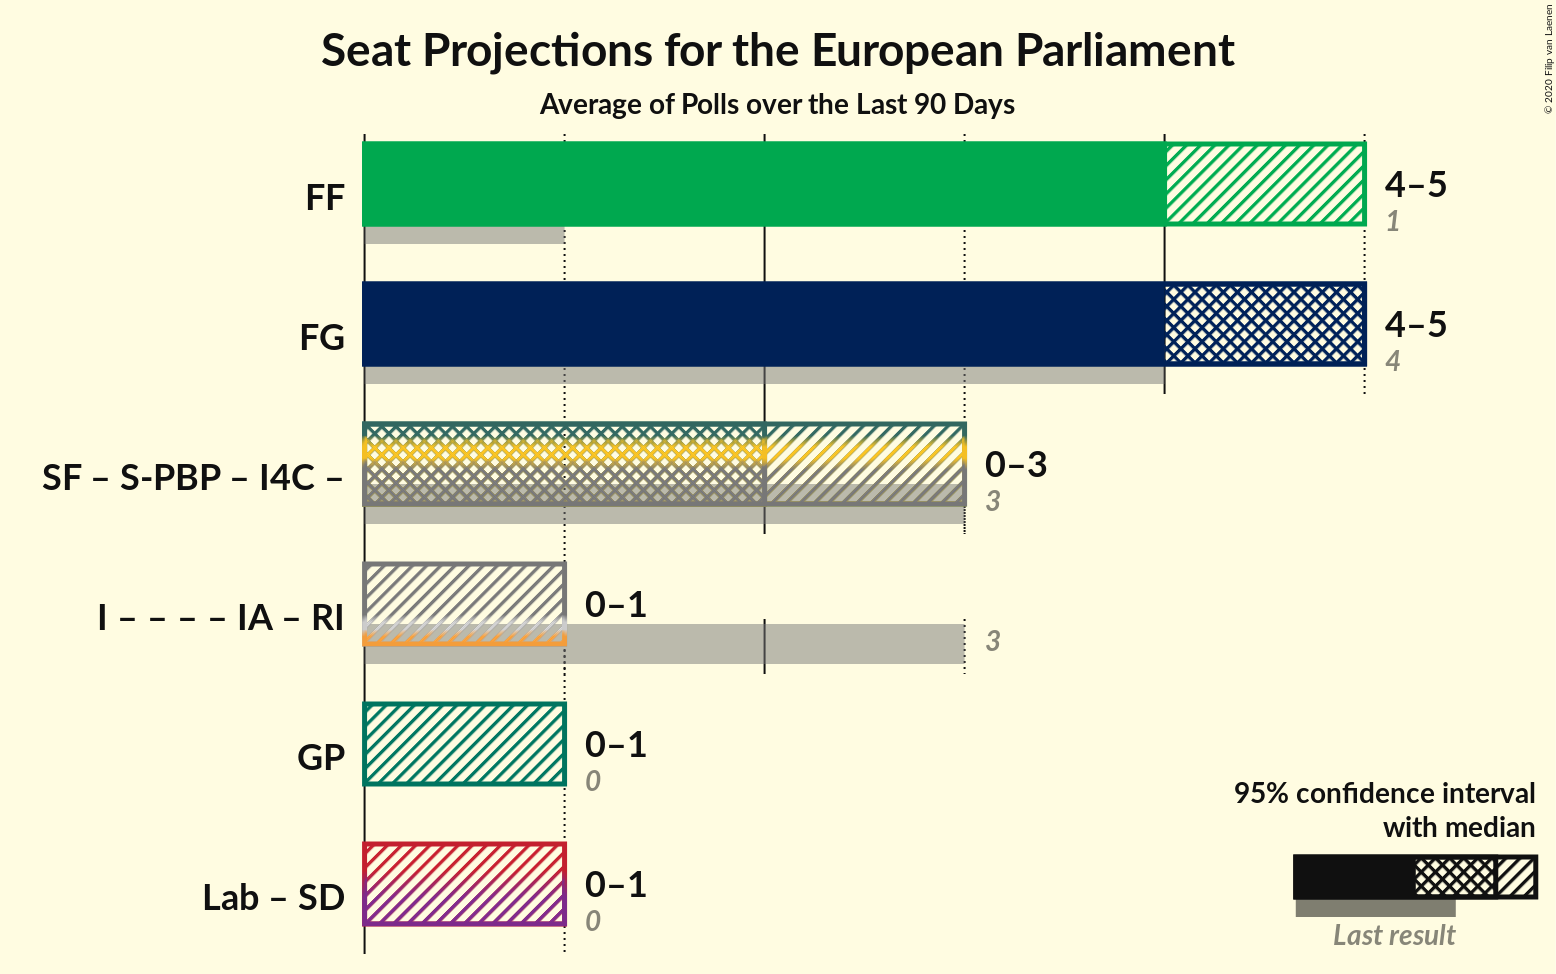 Seat Projections for the European Parliament
Average of Polls over the Last 90 Days
© 2020 Filip van Laenen
FF
4–5
1
FG
4–5
4
SF – S-PBP – I4C –
0–3
3
I – – – – IA – RI
0–1
3
GP
0–1
0
Lab – SD
0–1
0
95% confidence interval
with median
Last result